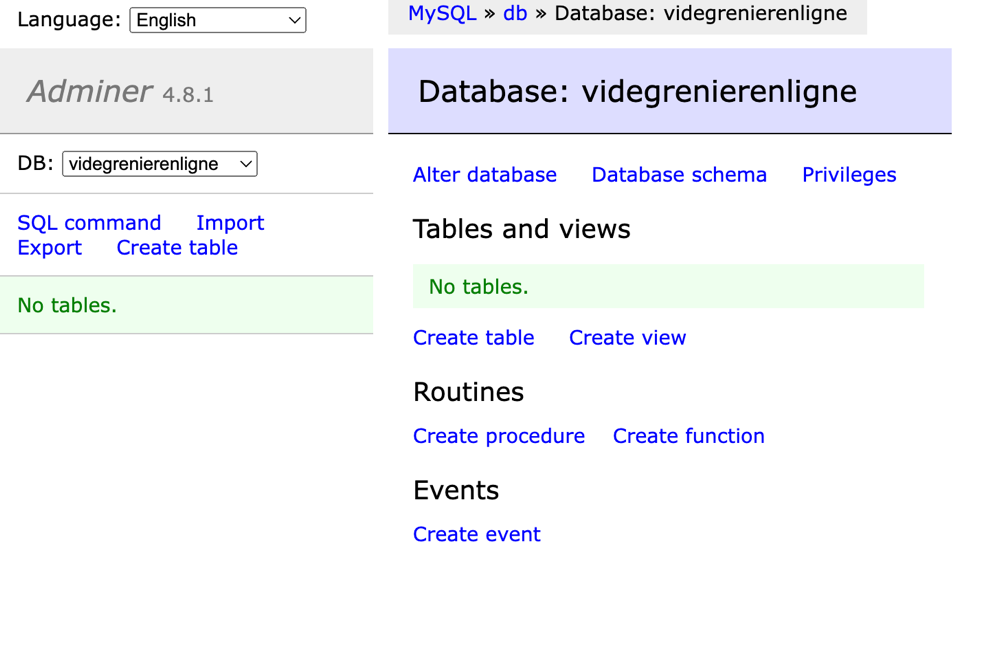 Language: English
MySQL » db » Database: videgrenierenligne
Adminer 4.8.1
Database: videgrenierenligne
DB: videgrenierenligne
SQL command Import
Export Create table
No tables.
Alter database Database schema Privileges
Tables and views
No tables.
Create table Create view
Routines
Create procedure Create function
Events
Create event